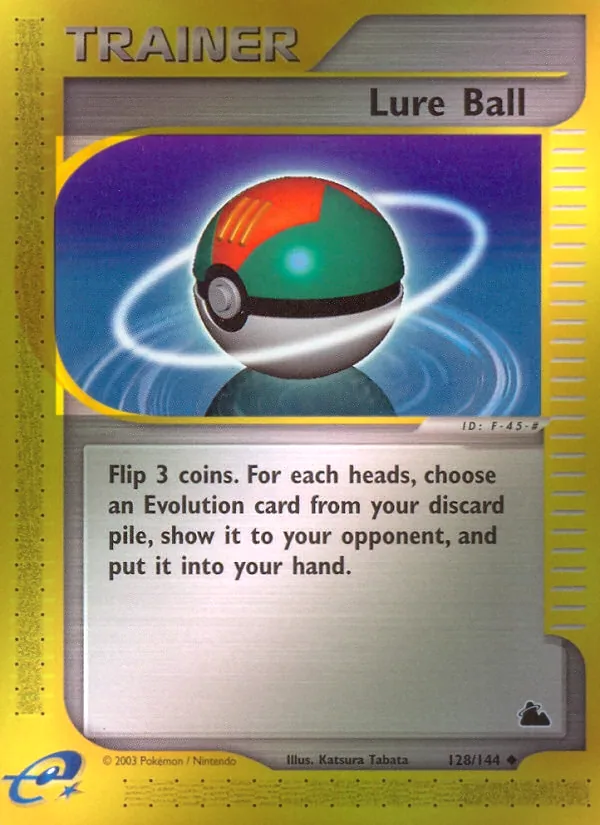 TRAINER
Lure Ball
ID: F-45-#
Flip 3 coins. For each heads, choose
an Evolution card from your discard
pile, show it to your opponent, and
put it into your hand.
© 2003 Pokémon / Nintendo
Illus. Katsura Tabata
128/144 ◆
e